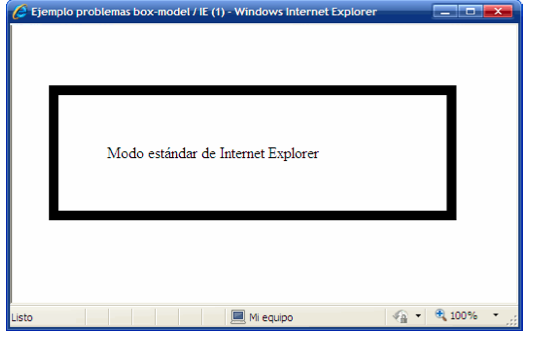 Ejemplo problemas box-model / IE (1) - Windows Internet Explorer
Modo estándar de Internet Explorer
Listo
Mi equipo
100%